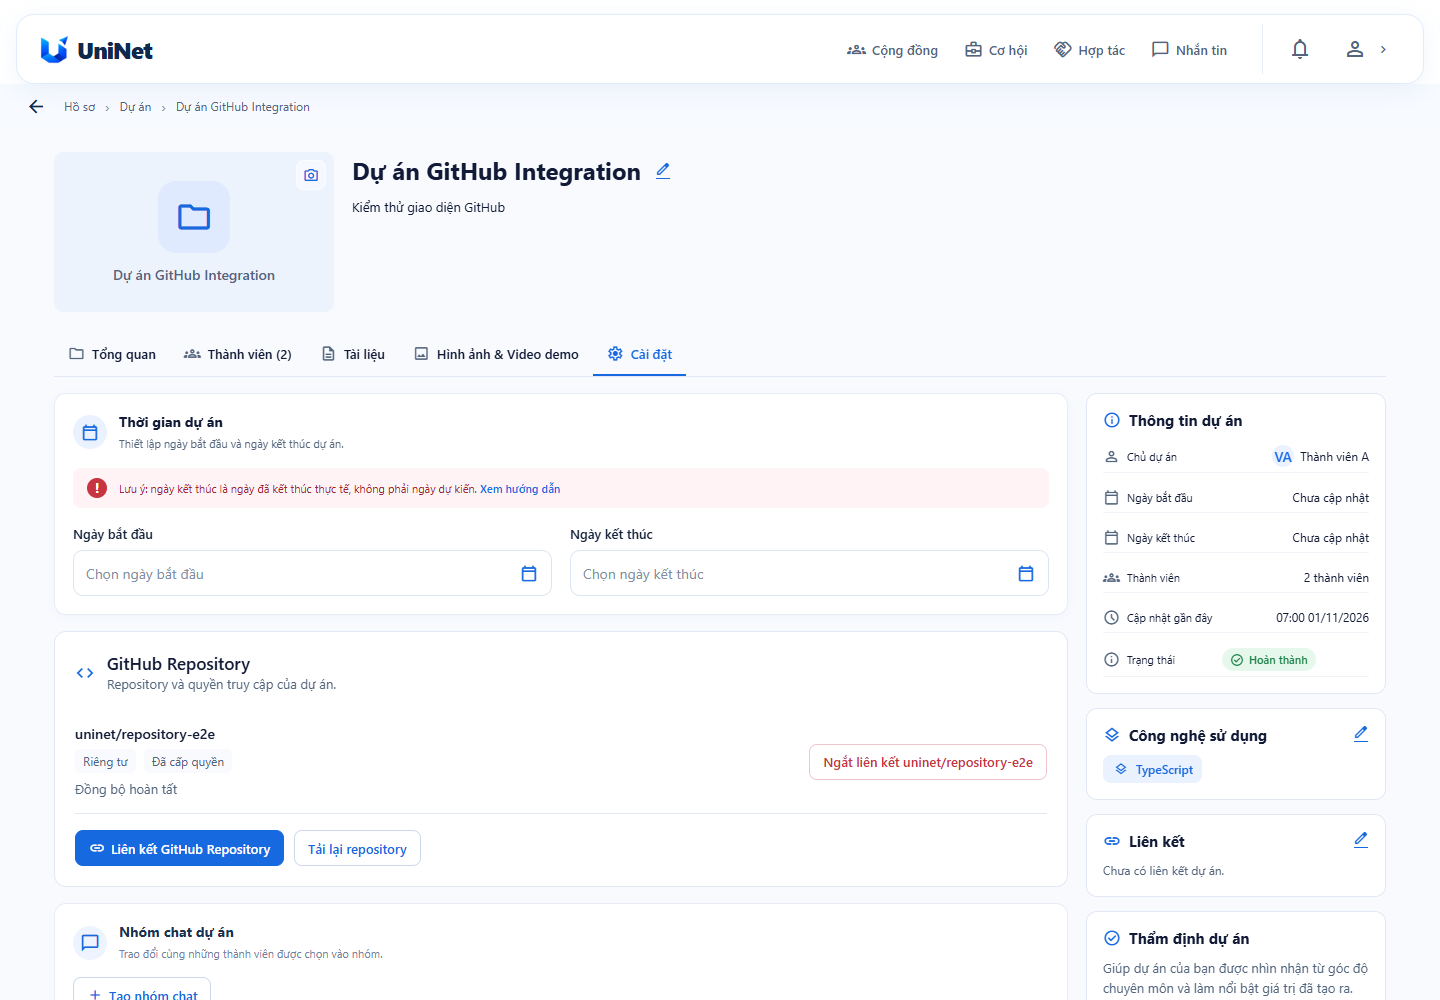 UniNet
Cộng đồng
Cơ hội
Hợp tác
Nhắn tin
Hồ sơ › Dự án › Dự án GitHub Integration
Dự án GitHub Integration
Dự án GitHub Integration
Kiểm thử giao diện GitHub
Tổng quan
Thành viên (2)
Tài liệu
Hình ảnh & Video demo
Cài đặt
Thời gian dự án
Thiết lập ngày bắt đầu và ngày kết thúc dự án.
Lưu ý: ngày kết thúc là ngày đã kết thúc thực tế, không phải ngày dự kiến. Xem hướng dẫn
Ngày bắt đầu
Chọn ngày bắt đầu
Ngày kết thúc
Chọn ngày kết thúc
GitHub Repository
Repository và quyền truy cập của dự án.
uninet/repository-e2e
Riêng tư
Đã cấp quyền
Đồng bộ hoàn tất
Ngắt liên kết uninet/repository-e2e
Liên kết GitHub Repository
Tải lại repository
Nhóm chat dự án
Trao đổi cùng những thành viên được chọn vào nhóm.
Tạo nhóm chat
Thông tin dự án
Chủ dự án
VA Thành viên A
Ngày bắt đầu
Chưa cập nhật
Ngày kết thúc
Chưa cập nhật
Thành viên
2 thành viên
Cập nhật gần đây
07:00 01/11/2026
Trạng thái
Hoàn thành
Công nghệ sử dụng
TypeScript
Liên kết
Chưa có liên kết dự án.
Thẩm định dự án
Giúp dự án của bạn được nhìn nhận từ góc độ
chuyên môn và làm nổi bật giá trị đã tạo ra.